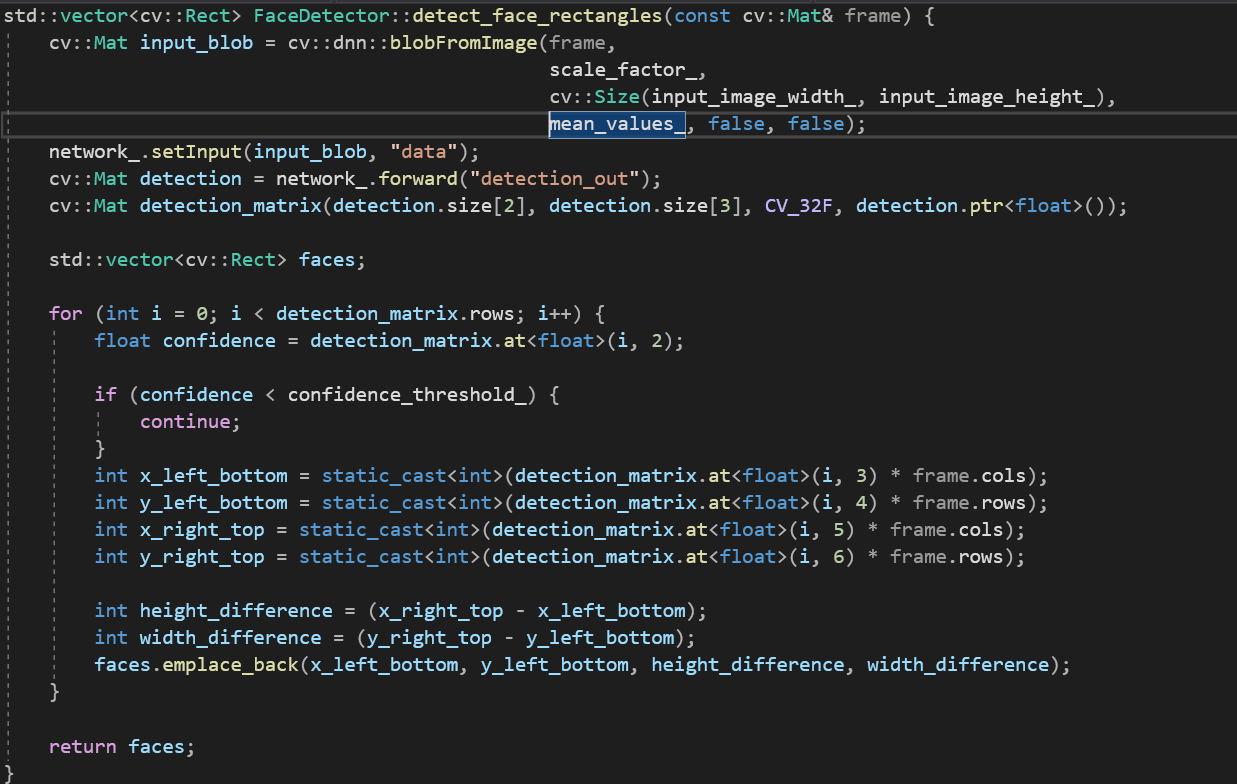 std::vector<cv::Rect> FaceDetector::detect_face_rectangles(const cv::Mat& frame) {
    cv::Mat input_blob = cv::dnn::blobFromImage(frame,
                                                scale_factor_,
                                                cv::Size(input_image_width_, input_image_height_),
                                                mean_values_, false, false);
    network_.setInput(input_blob, "data");
    cv::Mat detection = network_.forward("detection_out");
    cv::Mat detection_matrix(detection.size[2], detection.size[3], CV_32F, detection.ptr<float>());

    std::vector<cv::Rect> faces;

    for (int i = 0; i < detection_matrix.rows; i++) {
        float confidence = detection_matrix.at<float>(i, 2);

        if (confidence < confidence_threshold_) {
            continue;
        }
        int x_left_bottom = static_cast<int>(detection_matrix.at<float>(i, 3) * frame.cols);
        int y_left_bottom = static_cast<int>(detection_matrix.at<float>(i, 4) * frame.rows);
        int x_right_top = static_cast<int>(detection_matrix.at<float>(i, 5) * frame.cols);
        int y_right_top = static_cast<int>(detection_matrix.at<float>(i, 6) * frame.rows);

        int height_difference = (x_right_top - x_left_bottom);
        int width_difference = (y_right_top - y_left_bottom);
        faces.emplace_back(x_left_bottom, y_left_bottom, height_difference, width_difference);
    }

    return faces;
}